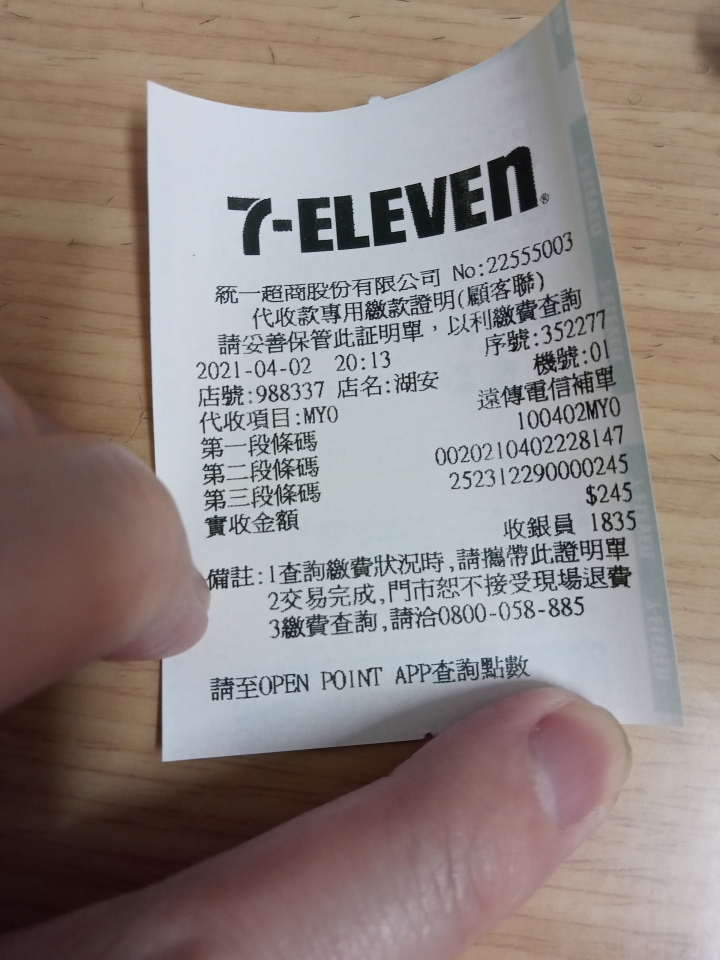 7-ELEVEn®
統一超商股份有限公司 No:22555003
代收款專用繳款證明(顧客聯)
請妥善保管此証明單，以利繳費查詢
2021-04-02 20:13 序號:352277
店號:988337 店名:湖安 機號:01
代收項目:MY0 遠傳電信補單
第一段條碼 100402MY0
第二段條碼 0020210402228147
第三段條碼 252312290000245
實收金額 $245
收銀員 1835
備註:1查詢繳費狀況時,請攜帶此證明單
2交易完成,門市恕不接受現場退費
3繳費查詢,請洽0800-058-885
請至OPEN POINT APP查詢點數